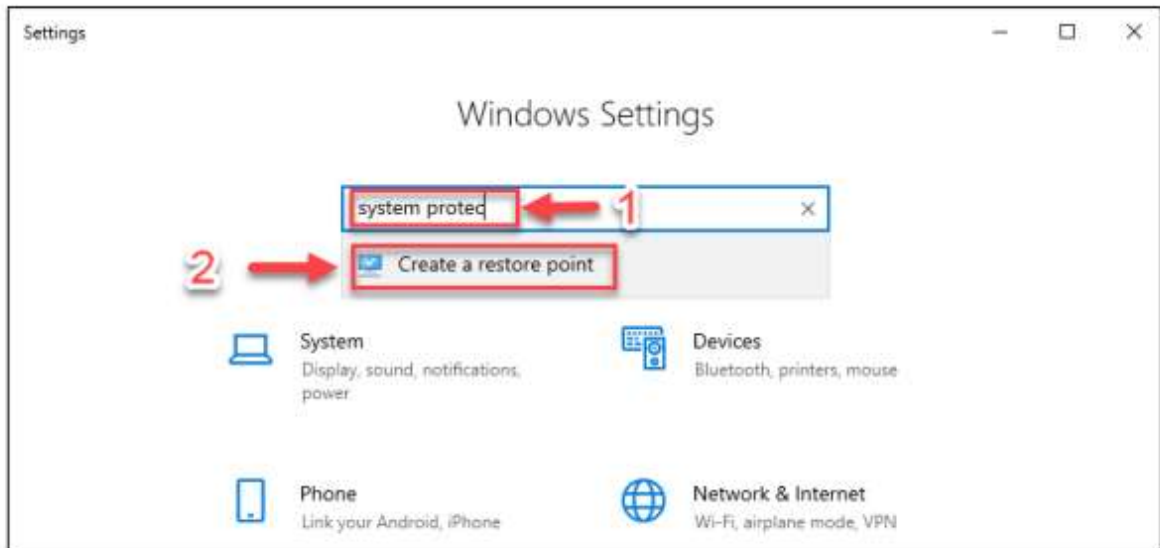 Settings
Windows Settings
system protec
1
2
Create a restore point
System
Display, sound, notifications,
power
Devices
Bluetooth, printers, mouse
Phone
Link your Android, iPhone
Network & Internet
Wi-Fi, airplane mode, VPN